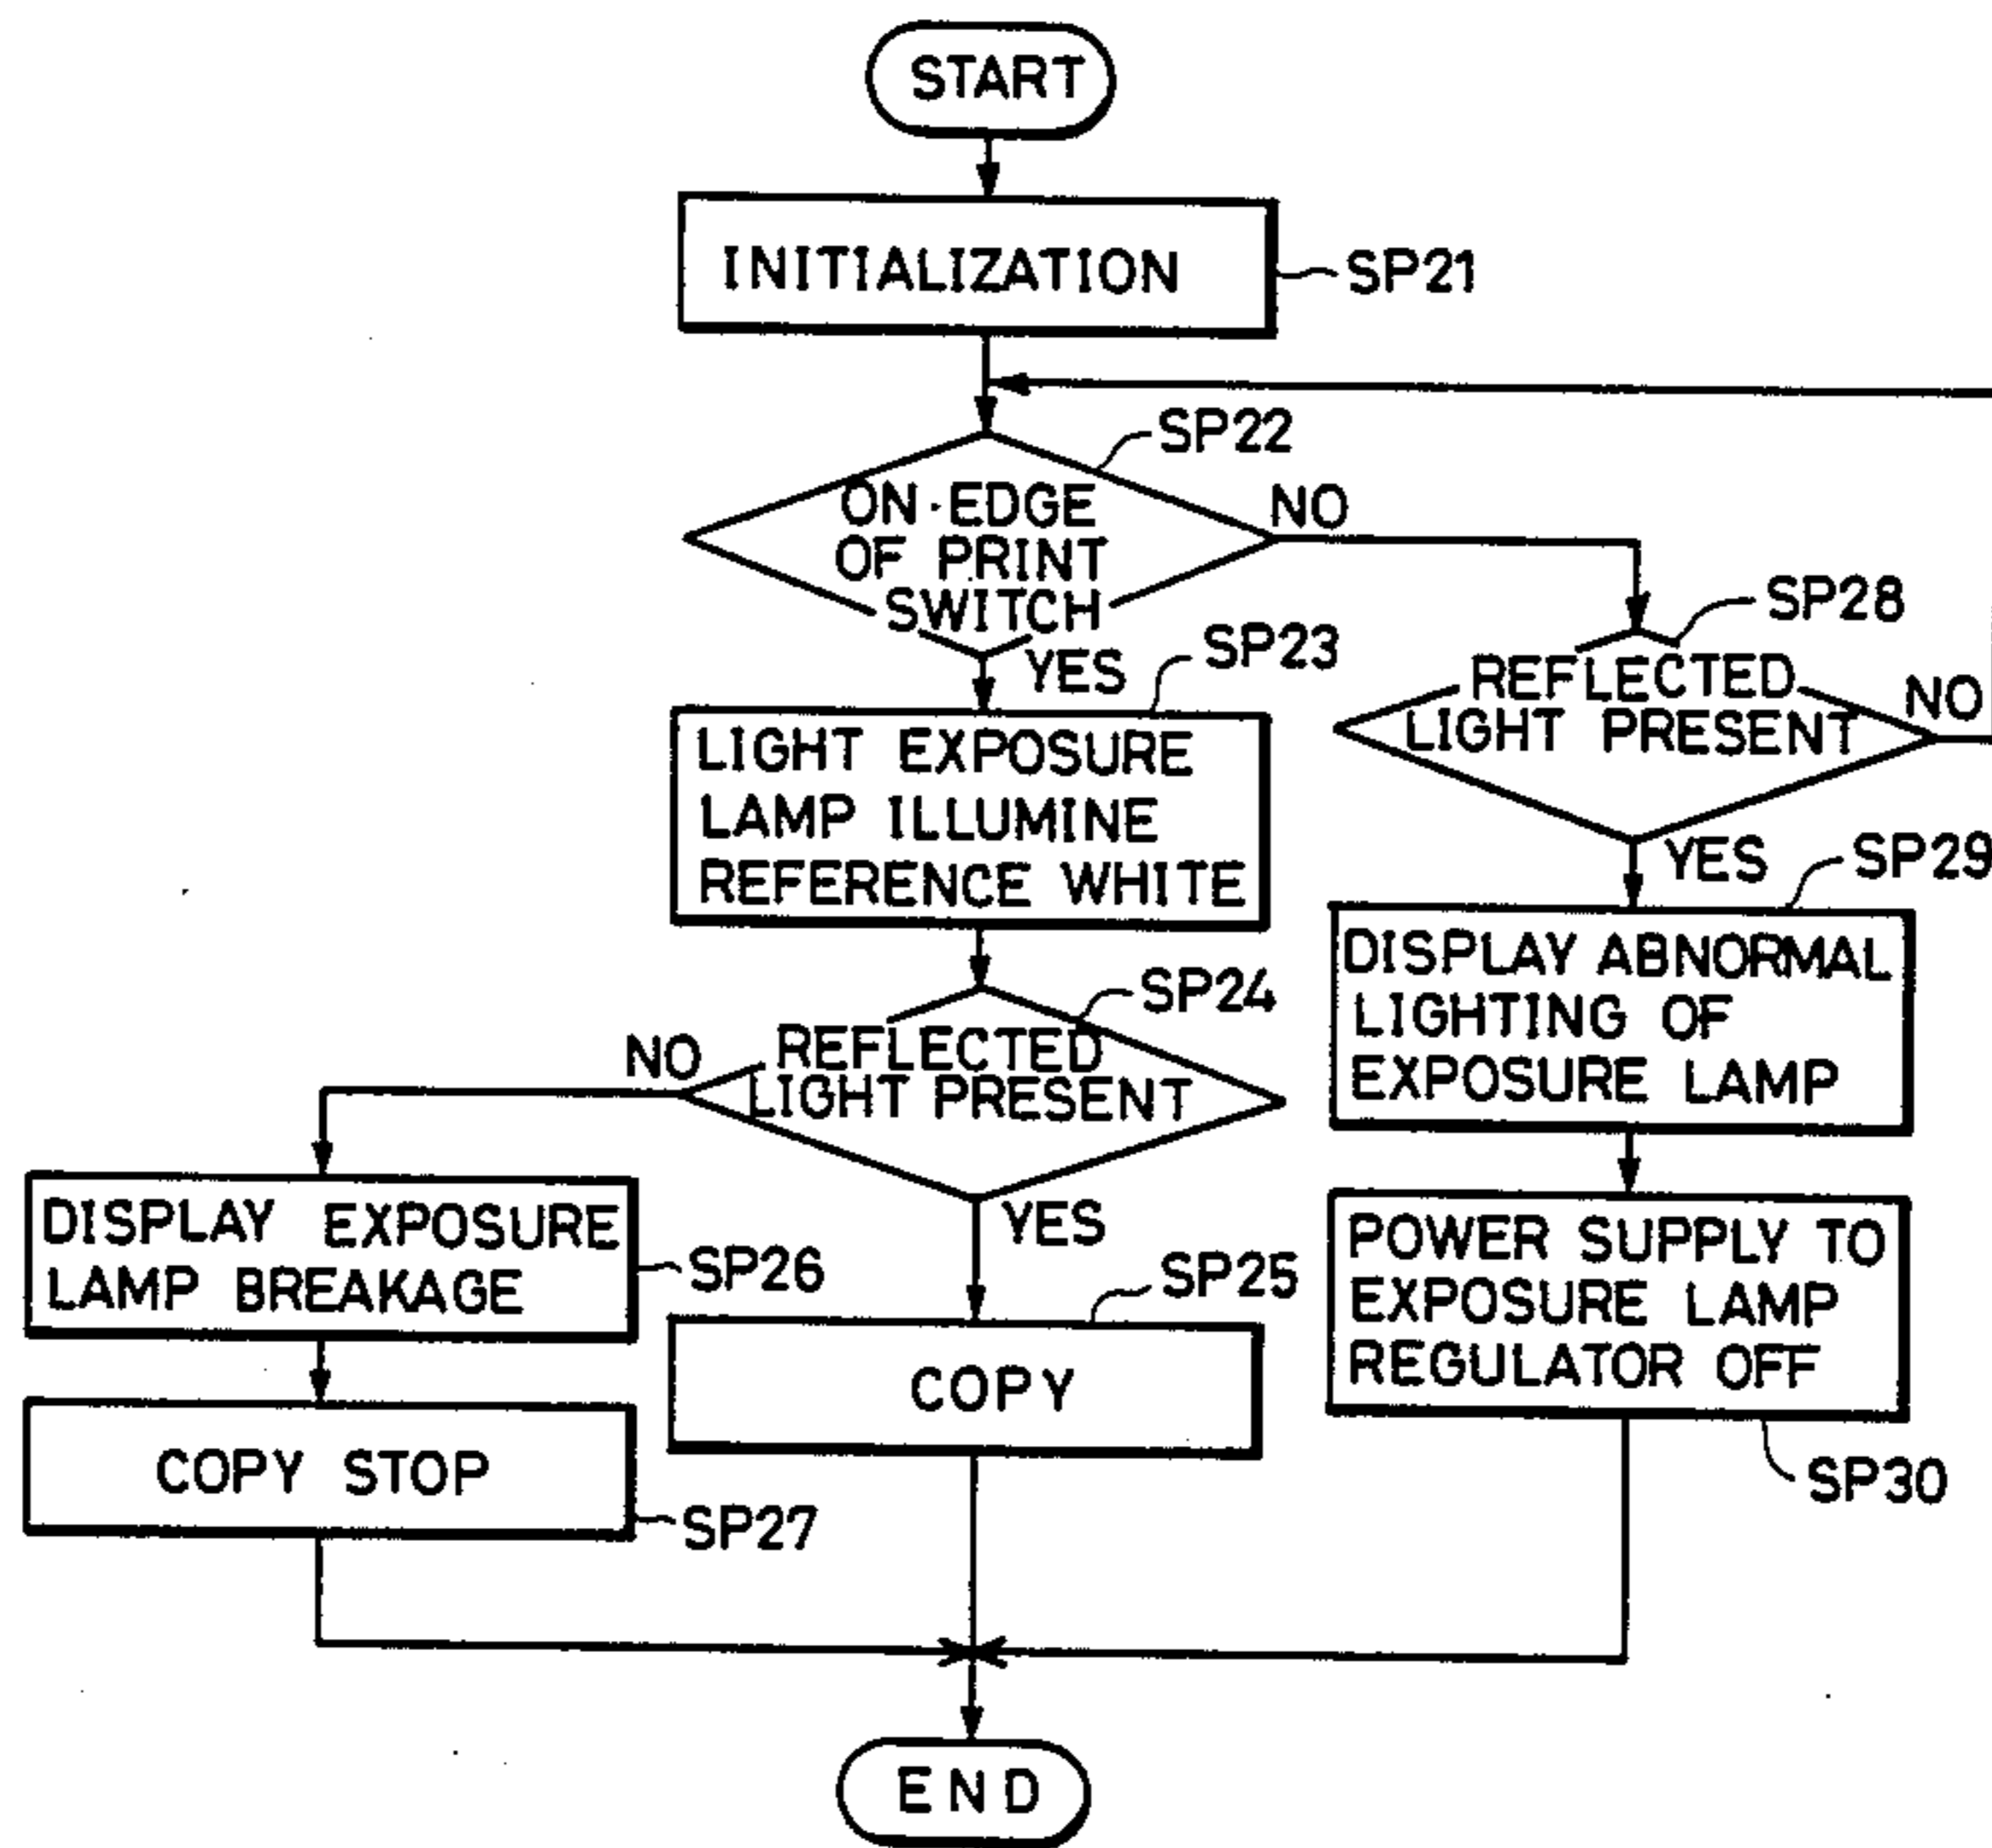 START
INITIALIZATION
SP21
SP22
ON-EDGE
OF PRINT
SWITCH
NO
YES
SP23
LIGHT EXPOSURE
LAMP ILLUMINE
REFERENCE WHITE
SP28
REFLECTED
LIGHT PRESENT
NO
YES
SP29
DISPLAY ABNORMAL
LIGHTING OF
EXPOSURE LAMP
SP24
REFLECTED
LIGHT PRESENT
NO
YES
DISPLAY EXPOSURE
LAMP BREAKAGE
SP26
SP25
COPY
POWER SUPPLY TO
EXPOSURE LAMP
REGULATOR OFF
SP30
COPY STOP
SP27
END